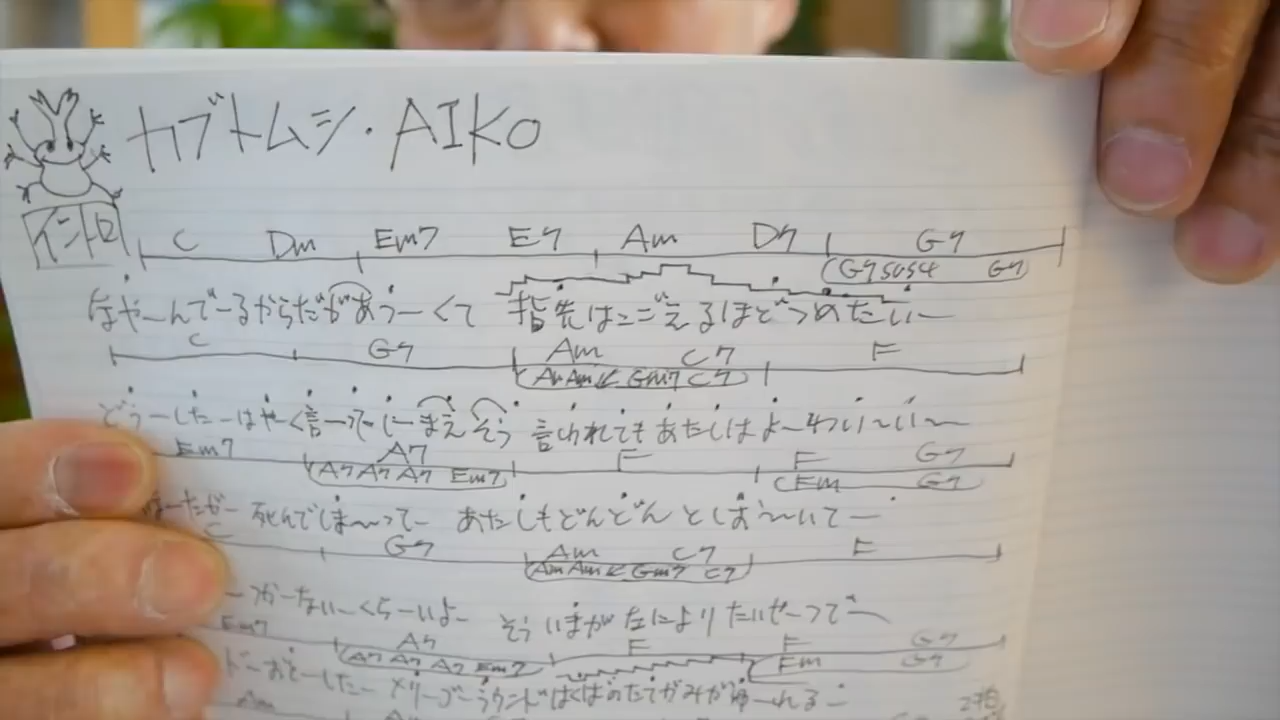 カブトムシ・AIKO
イントロ
C Dm Em7 E7 Am D7 G7
(G7sus4 G7)
なやーんでーるからだがあうーくて 指先はこごえるほどつめたいー
C G7 Am C7 F
(Am Am Gm7 C7)
どうーしたーはやーく言ーってしーまえ そう 言われてもあたしはよーわいーいー
Em7 A7 F F G7
(A7 A7 A7 Em7) (Em G7)
はーたがー 死んでしまーってー あたしもどんどんとしおーいてー
C G7 Am C7 F
(Am Am Gm7 C7)
ーつかーないーくらーいよー そう いまが なにより たいせーつでー
Em7 A7 F F G7
(A7 A7 A7 Em7) Fm G7
ドーおとーしたー メリーゴーラウンドはくばのたてがみがゆーれるー
Am
2拍